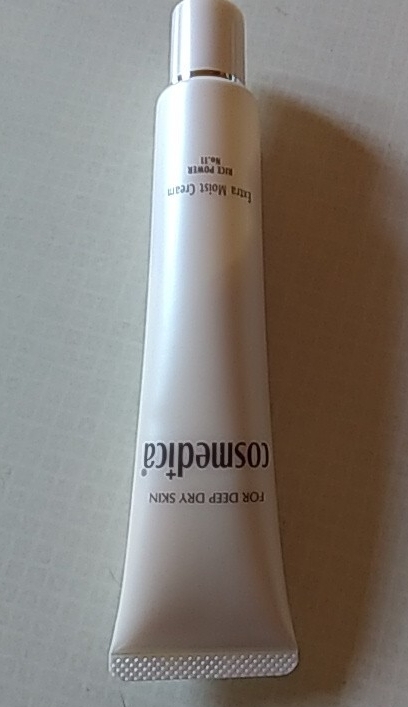 FOR DEEP DRY SKIN
cosmedica
Extra Moist Cream
RICE POWER
No.11